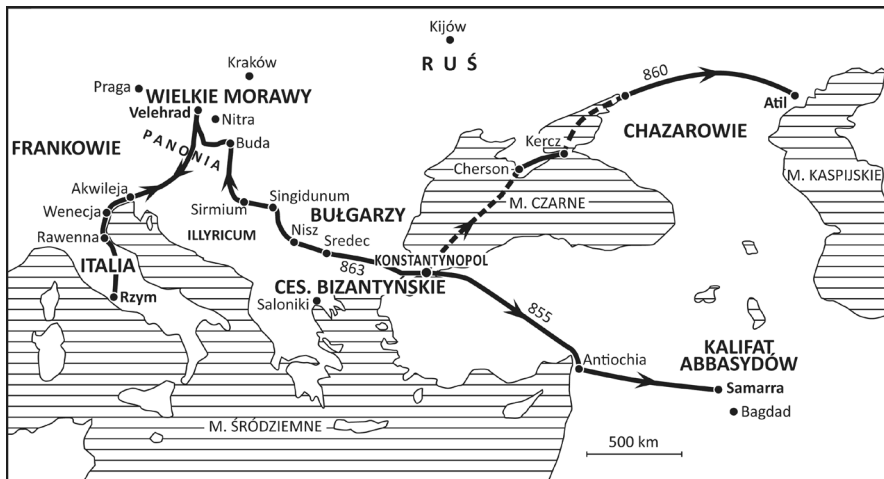 Kijów
RUŚ
860
Kraków
Praga
WIELKIE MORAWY
Velehrad
Nitra
Atil
CHAZAROWIE
PANONIA
Buda
FRANKOWIE
Kercz
Cherson
M. KASPIJSKIE
Akwileja
Wenecja
Sirmium
Singidunum
BUŁGARZY
M. CZARNE
Rawenna
ILLYRICUM
Nisz
Sredec
KONSTANTYNOPOL
ITALIA
863
CES. BIZANTYŃSKIE
Rzym
Saloniki
855
Antiochia
KALIFAT
ABBASYDÓW
Samarra
Bagdad
M. ŚRÓDZIEMNE
500 km